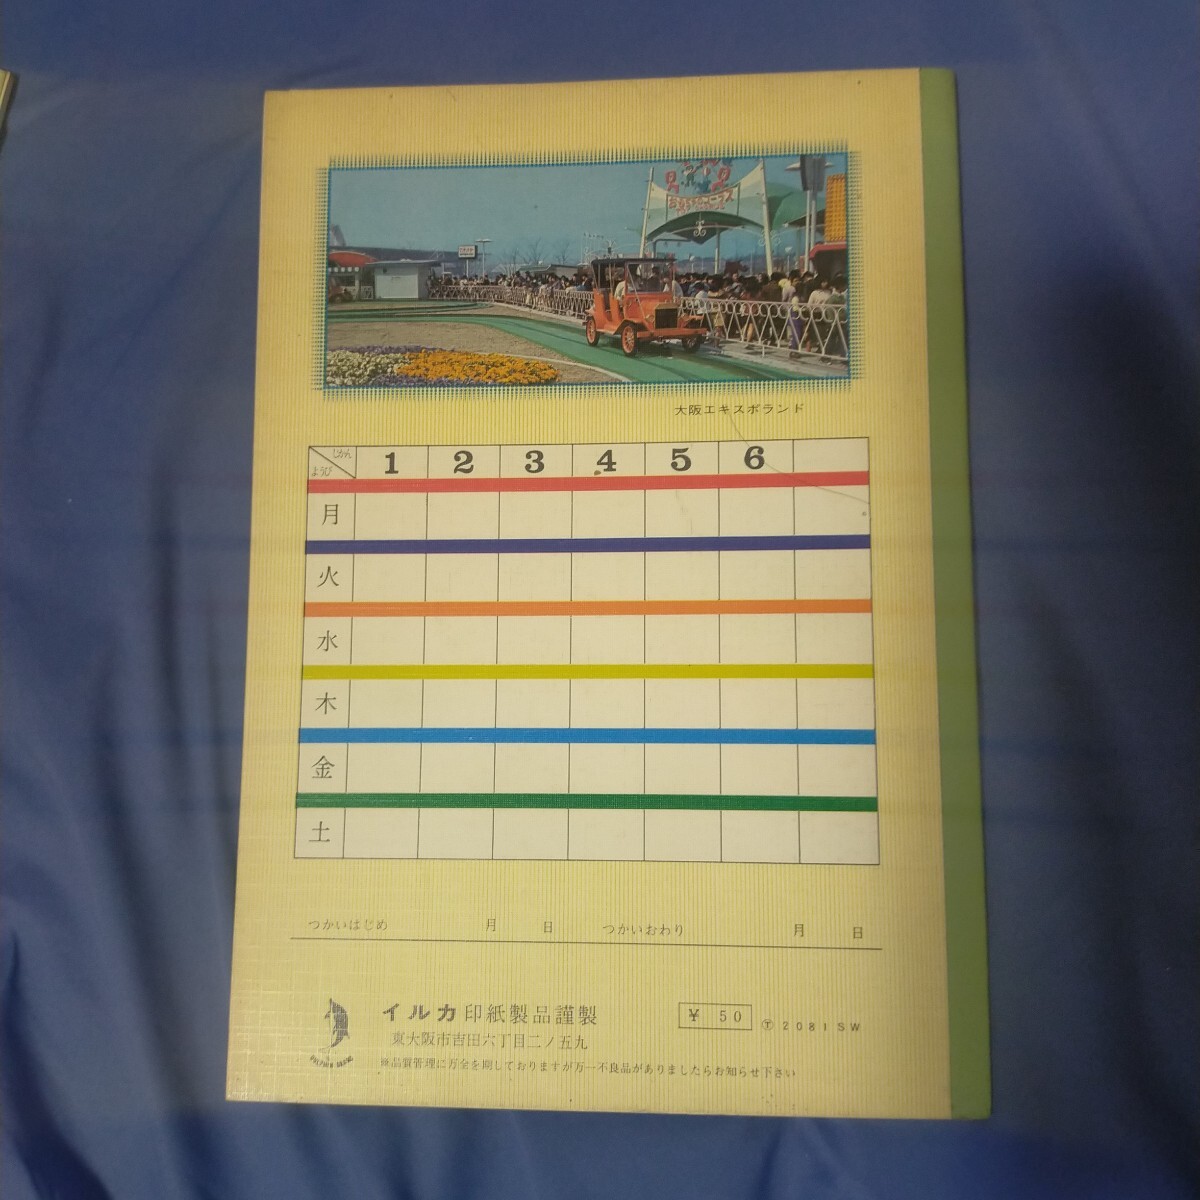 大阪エキスポランド
じかん
ようび
1 2 3 4 5 6
月
火
水
木
金
土
つかいはじめ 月 日 つかいおわり 月 日
イルカ印紙製品謹製
¥ 50
Ⓣ 2081 SW
東大阪市吉田六丁目二ノ五九
※品質管理に万全を期しておりますが万一不良品がありましたらお知らせ下さい
DOLPHIN BRAND